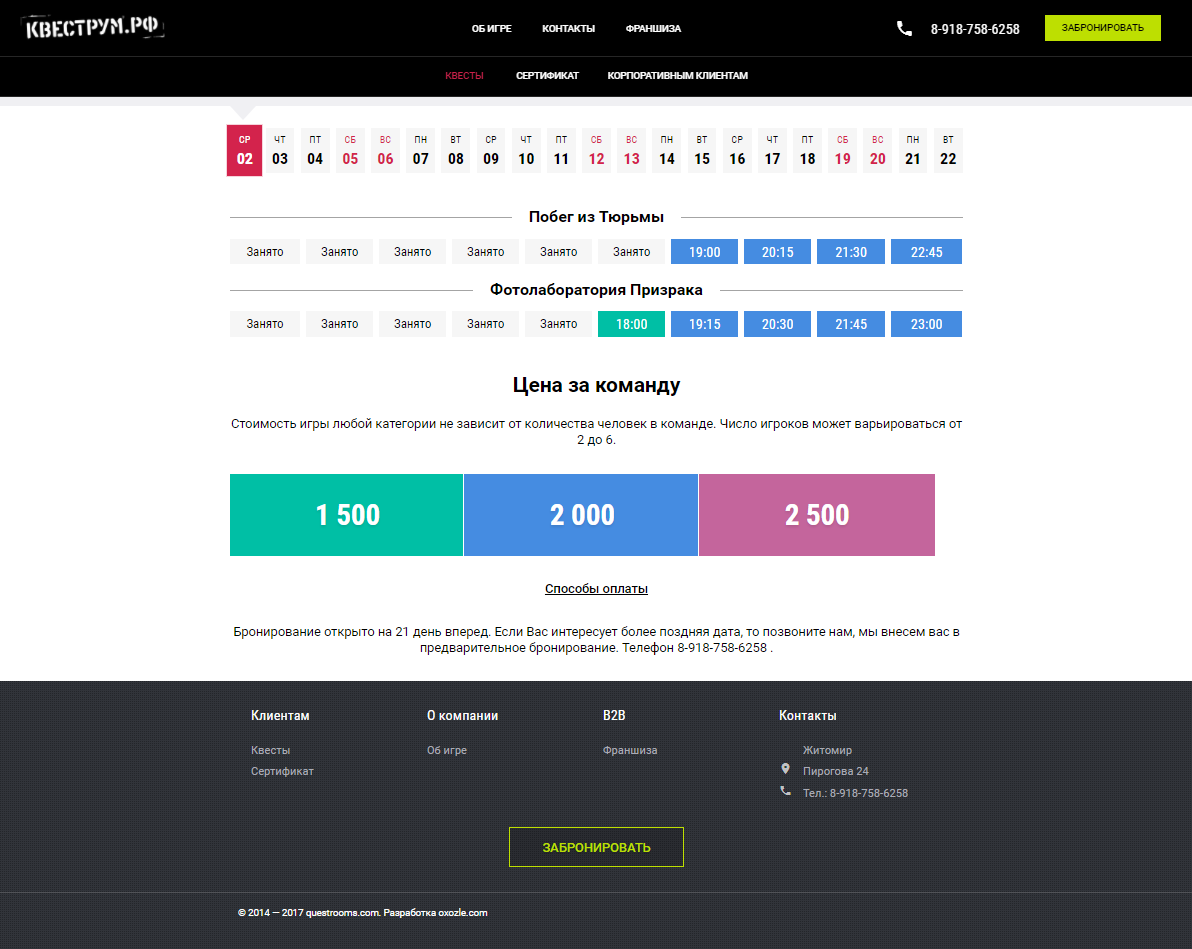 КВЕСТРУМ.РФ
ОБ ИГРЕ КОНТАКТЫ ФРАНШИЗА
8-918-758-6258
ЗАБРОНИРОВАТЬ
КВЕСТЫ СЕРТИФИКАТ КОРПОРАТИВНЫМ КЛИЕНТАМ
СР ЧТ ПТ СБ ВС ПН ВТ СР ЧТ ПТ СБ ВС ПН ВТ СР ЧТ ПТ СБ ВС ПН ВТ
02 03 04 05 06 07 08 09 10 11 12 13 14 15 16 17 18 19 20 21 22
Побег из Тюрьмы
Занято Занято Занято Занято Занято Занято 19:00 20:15 21:30 22:45
Фотолаборатория Призрака
Занято Занято Занято Занято Занято 18:00 19:15 20:30 21:45 23:00
Цена за команду
Стоимость игры любой категории не зависит от количества человек в команде. Число игроков может варьироваться от
2 до 6.
1 500 2 000 2 500
Способы оплаты
Бронирование открыто на 21 день вперед. Если Вас интересует более поздняя дата, то позвоните нам, мы внесем вас в
предварительное бронирование. Телефон 8-918-758-6258 .
Клиентам О компании B2B Контакты
Квесты Об игре Франшиза Житомир
Сертификат Пирогова 24
Тел.: 8-918-758-6258
ЗАБРОНИРОВАТЬ
© 2014 — 2017 questrooms.com. Разработка oxozle.com